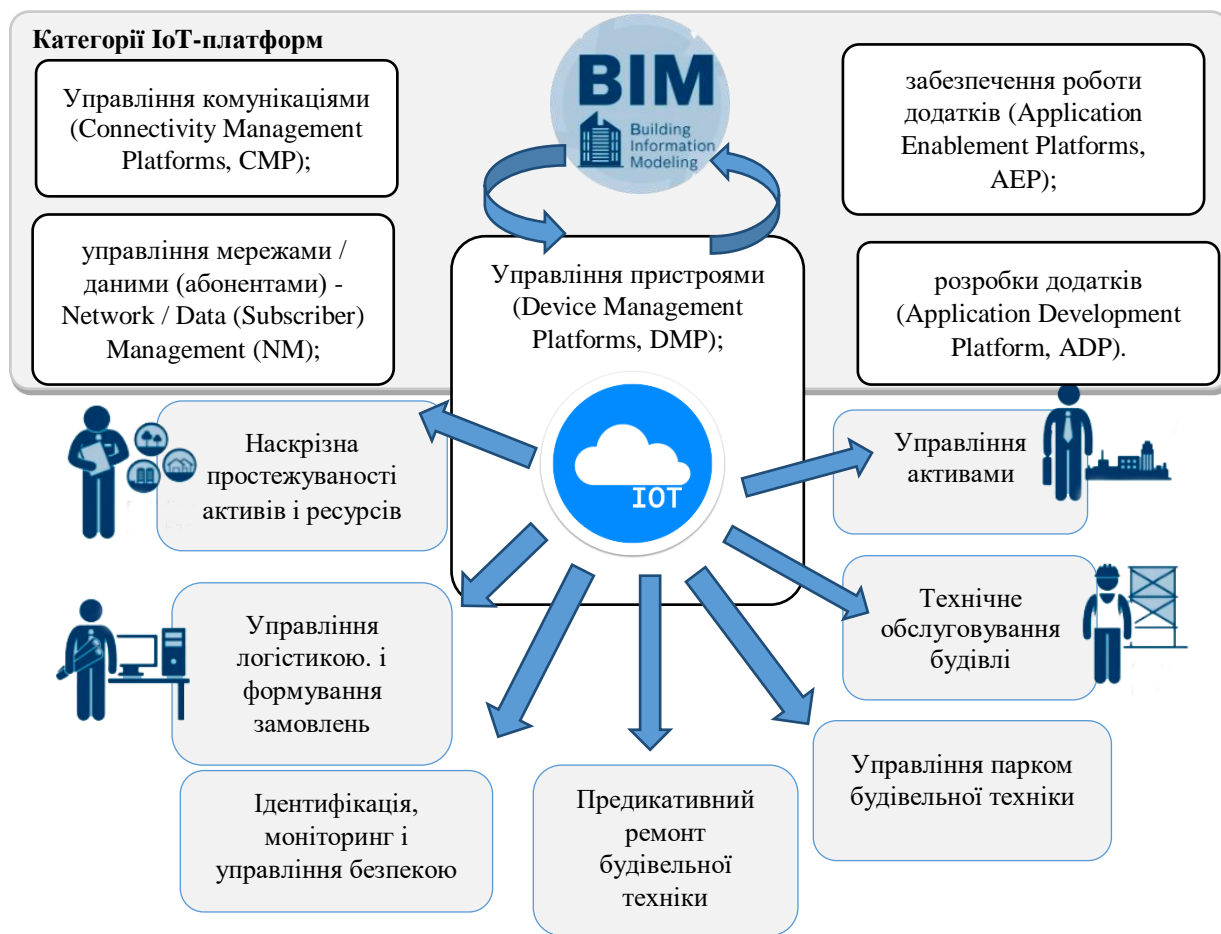 Категорії IoT-платформ
Управління комунікаціями
(Connectivity Management
Platforms, CMP);
управління мережами /
даними (абонентами) -
Network / Data (Subscriber)
Management (NM);
BIM
Building
Information
Modeling
Управління пристроями
(Device Management
Platforms, DMP);
IOT
забезпечення роботи
додатків (Application
Enablement Platforms,
AEP);
розробки додатків
(Application Development
Platform, ADP).
Наскрізна
простежуваності
активів і ресурсів
Управління
активами
Управління
логістикою. і
формування
замовлень
Технічне
обслуговування
будівлі
Ідентифікація,
моніторинг і
управління безпекою
Предикативний
ремонт
будівельної
техніки
Управління парком
будівельної техніки